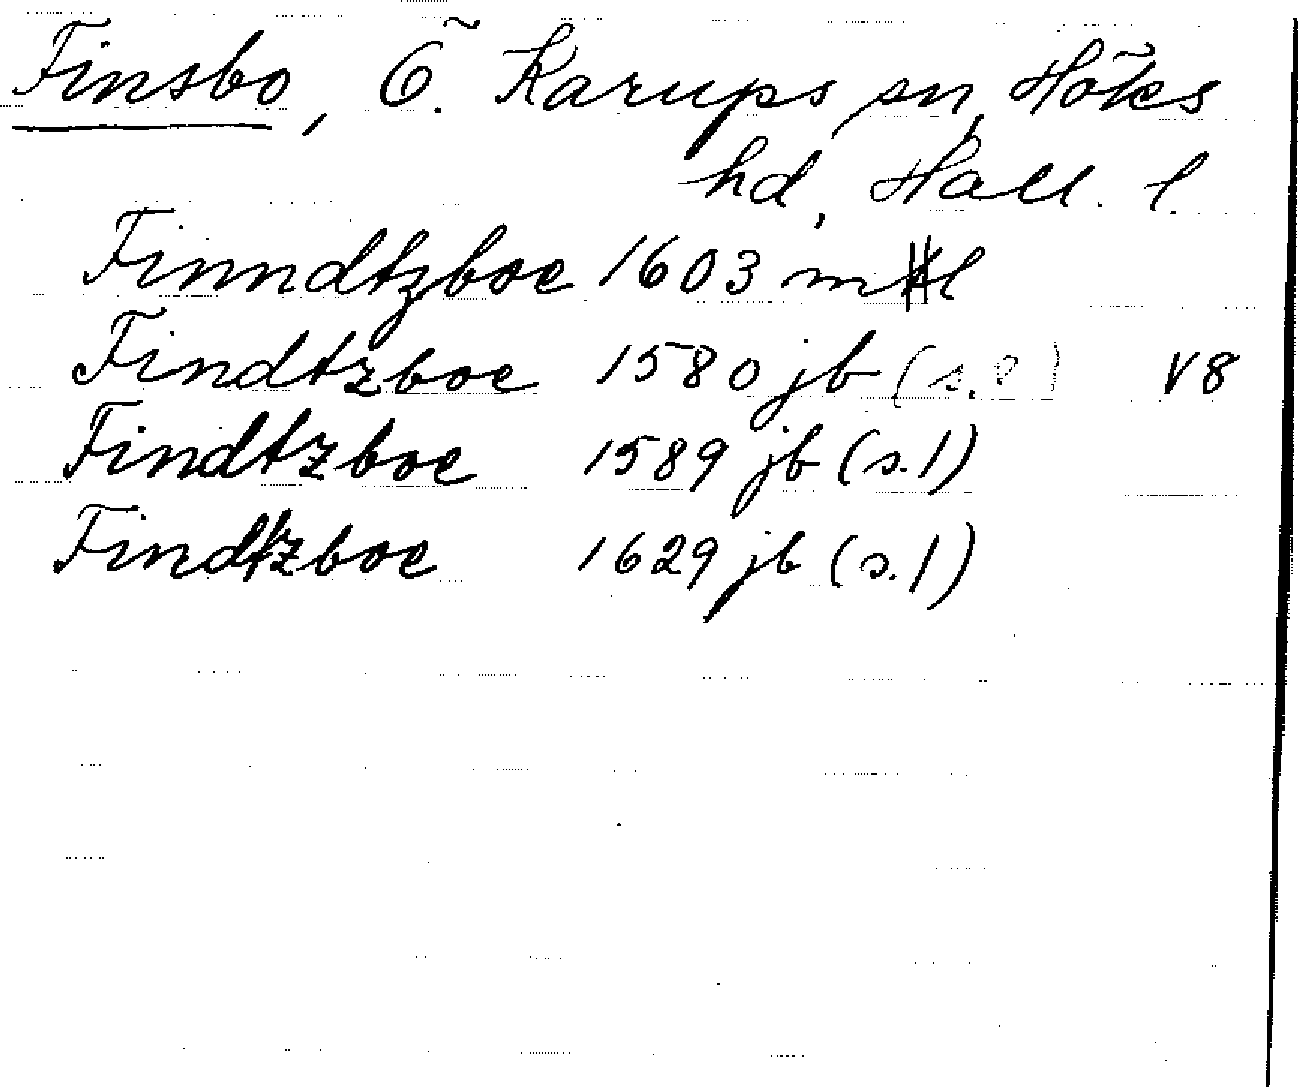 Finsbo, Ö. Karups sn, Höks
hd, Hall. l.
Finndtzboe 1603 mtl
Findtzboe 1580 jb (s. 8) V8
Findtzboe 1589 jb (s. 1)
Findtzboe 1629 jb (s. 1)